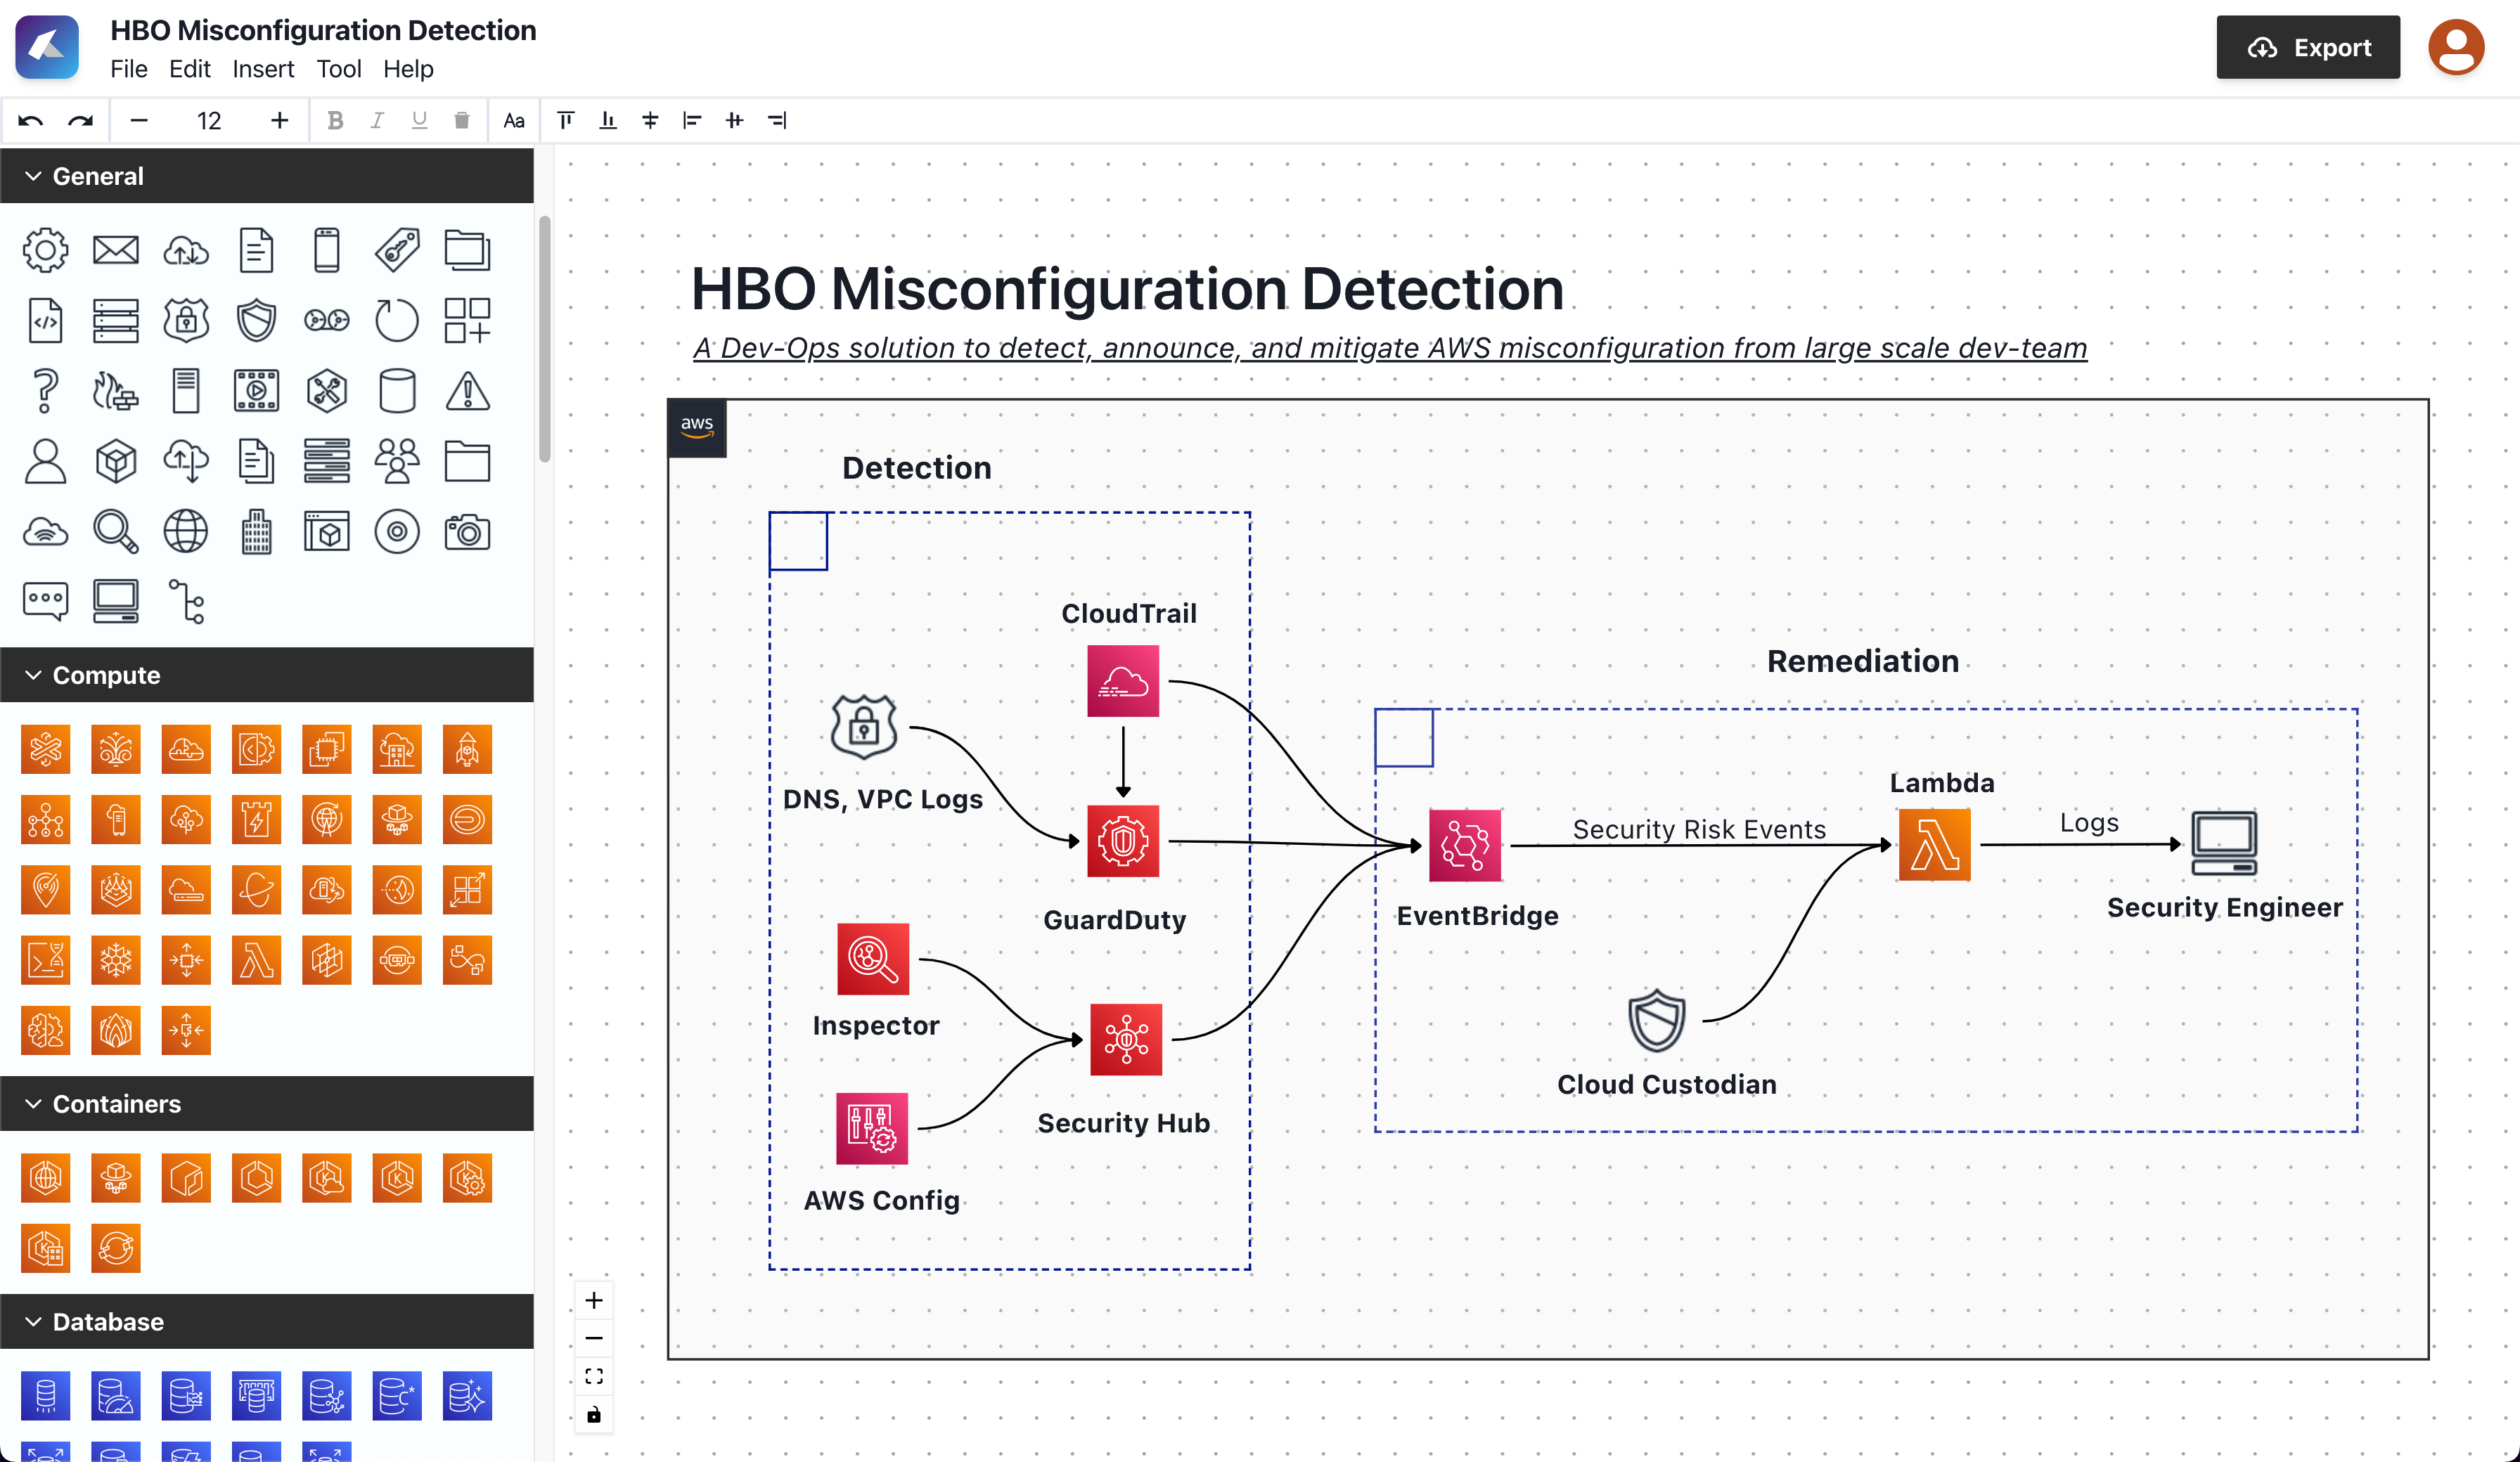 HBO Misconfiguration Detection
File Edit Insert Tool Help
Export
12
B I U Aa
General
Compute
Containers
Database
HBO Misconfiguration Detection
A Dev-Ops solution to detect, announce, and mitigate AWS misconfiguration from large scale dev-team
aws
Detection
CloudTrail
DNS, VPC Logs
GuardDuty
Inspector
Security Hub
AWS Config
Remediation
EventBridge
Security Risk Events
Lambda
Logs
Security Engineer
Cloud Custodian